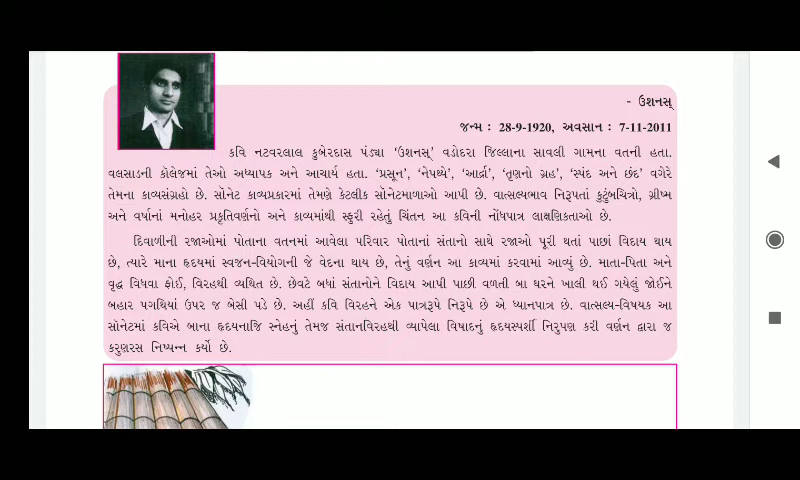 - ઉશનસ્
જન્મ : 28-9-1920, અવસાન : 7-11-2011
કવિ નટવરલાલ કુબેરદાસ પંડ્યા ‘ઉશનસ્’ વડોદરા જિલ્લાના સાવલી ગામના વતની હતા.
વલસાડની કૉલેજમાં તેઓ અધ્યાપક અને આચાર્ય હતા. ‘પ્રસૂન’, ‘નેપથ્યે’, ‘આર્દ્રા’, ‘તૃણનો ગ્રહ’, ‘સ્પંદ અને છંદ’ વગેરે
તેમના કાવ્યસંગ્રહો છે. સૉનેટ કાવ્યપ્રકારમાં તેમણે કેટલીક સૉનેટમાળાઓ આપી છે. વાત્સલ્યભાવ નિરૂપતાં કુટુંબચિત્રો, ગ્રીષ્મ
અને વર્ષાનાં મનોહર પ્રકૃતિવર્ણનો અને કાવ્યમાંથી સ્ફુરી રહેતું ચિંતન આ કવિની નોંધપાત્ર લાક્ષણિકતાઓ છે.
દિવાળીની રજાઓમાં પોતાના વતનમાં આવેલા પરિવાર પોતાનાં સંતાનો સાથે રજાઓ પૂરી થતાં પાછાં વિદાય થાય
છે, ત્યારે માના હૃદયમાં સ્વજન-વિયોગની જે વેદના થાય છે, તેનું વર્ણન આ કાવ્યમાં કરવામાં આવ્યું છે. માતા-પિતા અને
વૃદ્ધ વિધવા ફોઈ, વિરહથી વ્યથિત છે. છેવટે બધાં સંતાનોને વિદાય આપી પાછી વળતી બા ઘરને ખાલી થઈ ગયેલું જોઈને
બહાર પગથિયાં ઉપર જ બેસી પડે છે. અહીં કવિ વિરહને એક પાત્રરૂપે નિરૂપે છે એ ધ્યાનપાત્ર છે. વાત્સલ્ય-વિષયક આ
સૉનેટમાં કવિએ બાના હૃદયનાજિ સ્નેહનું તેમજ સંતાનવિરહથી વ્યાપેલા વિષાદનું હૃદયસ્પર્શી નિરુપણ કરી વર્ણન દ્વારા જ
કરુણરસ નિષ્પન્ન કર્યો છે.